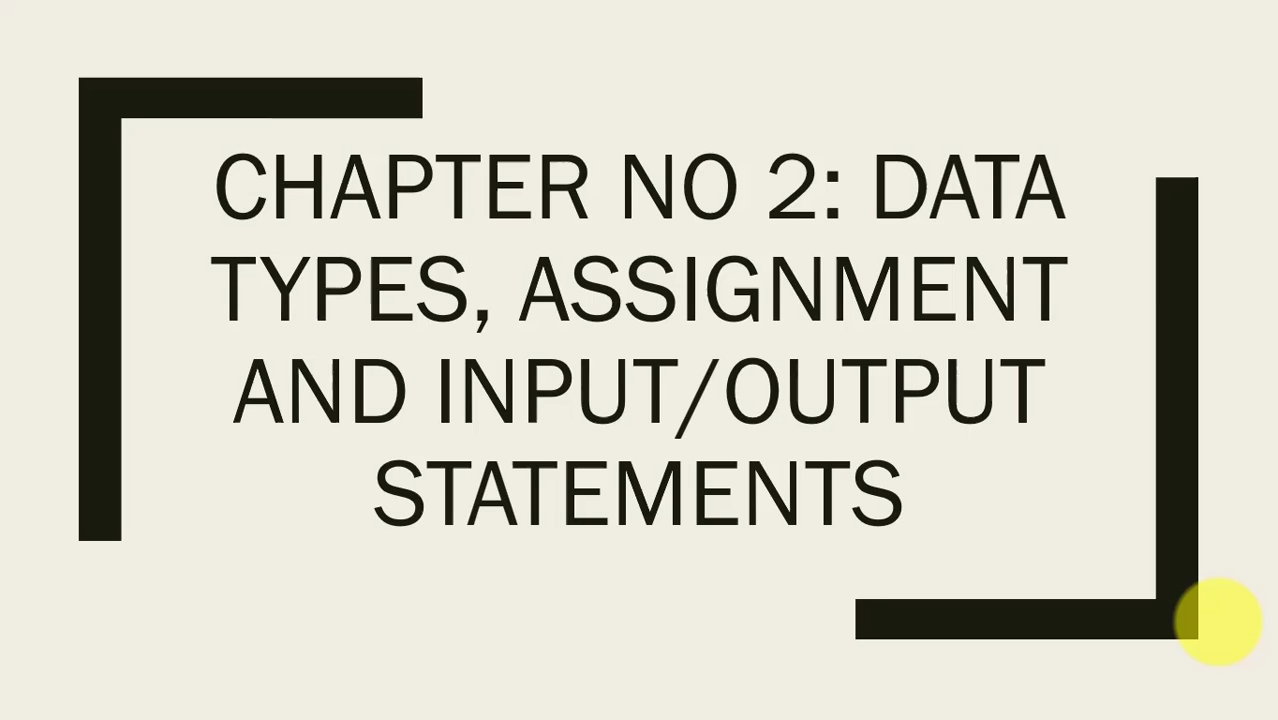 CHAPTER NO 2: DATA
TYPES, ASSIGNMENT
AND INPUT/OUTPUT
STATEMENTS